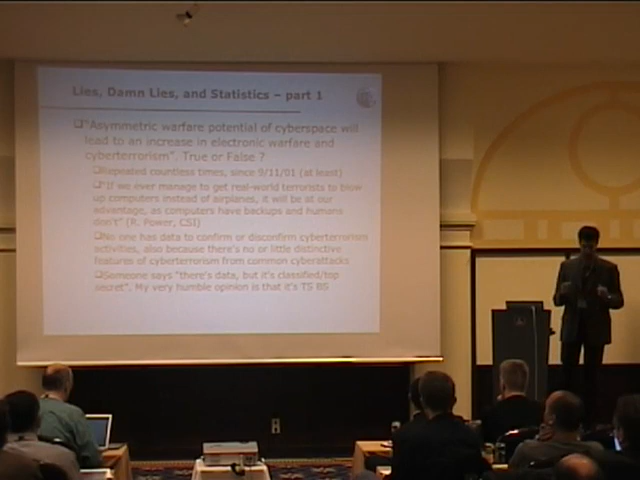 Lies, Damn Lies, and Statistics – part 1
❑"Asymmetric warfare potential of cyberspace will
lead to an increase in electronic warfare and
cyberterrorism". True or False ?
❑Repeated countless times, since 9/11/01 (at least)
❑"If we ever manage to get real-world terrorists to blow
up computers instead of airplanes, it will be at our
advantage, as computers have backups and humans
don't" (R. Power, CSI)
❑No one has data to confirm or disconfirm cyberterrorism
activities, also because there's no or little distinctive
features of cyberterrorism from common cyberattacks
❑Someone says "there's data, but it's classified/top
secret". My very humble opinion is that it's TS BS